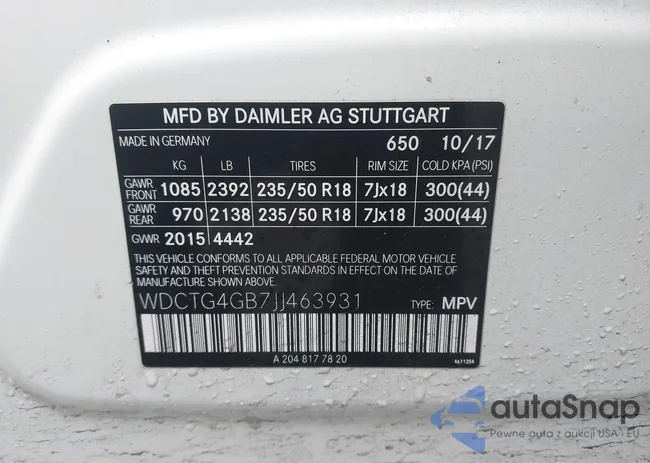 MFD BY DAIMLER AG STUTTGART
MADE IN GERMANY 650 10/17
KG LB TIRES RIM SIZE COLD KPA (PSI)
GAWR FRONT 1085 2392 235/50 R18 7Jx18 300(44)
GAWR REAR 970 2138 235/50 R18 7Jx18 300(44)
GVWR 2015 4442
THIS VEHICLE CONFORMS TO ALL APPLICABLE FEDERAL MOTOR VEHICLE
SAFETY AND THEFT PREVENTION STANDARDS IN EFFECT ON THE DATE OF
MANUFACTURE SHOWN ABOVE.
WDCTG4GB7JJ463931 TYPE: MPV
A 204 817 78 20 4611354
autaSnap
Pewne auta z aukcji USA i EU